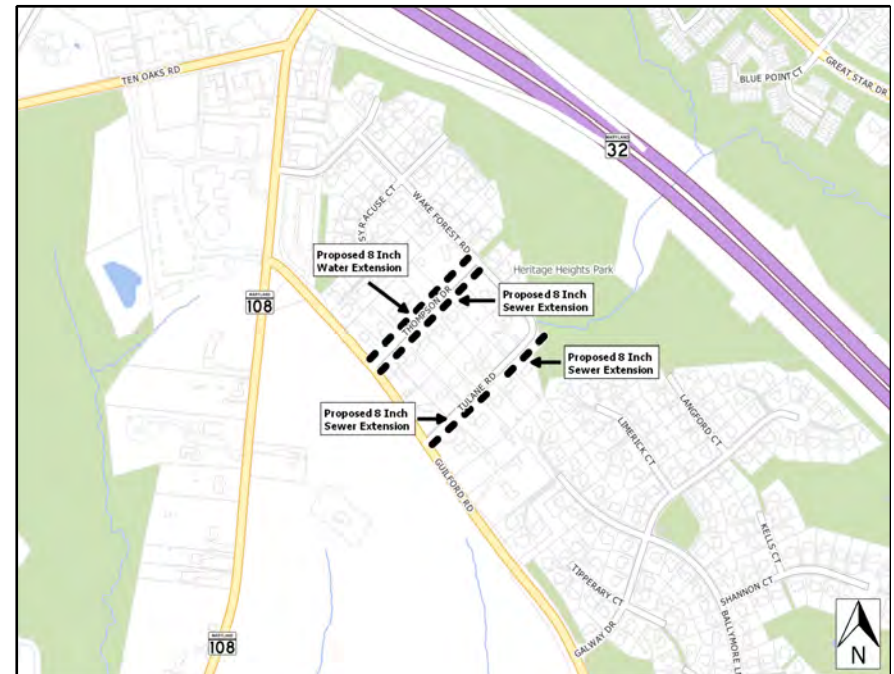 TEN OAKS RD
BLUE POINT CT
GREAT STAR DR
MARYLAND
32
SYRACUSE CT
WAKE FOREST RD
Proposed 8 Inch
Water Extension
Heritage Heights Park
MARYLAND
108
THOMPSON DR
Proposed 8 Inch
Sewer Extension
Proposed 8 Inch
Sewer Extension
TULANE RD
Proposed 8 Inch
Sewer Extension
LANGFORD CT
LIMERICK CT
GUILFORD RD
KELLS CT
TIPPERARY CT
SHANNON CT
GALWAY DR
BALLYMORE L
MARYLAND
108
N